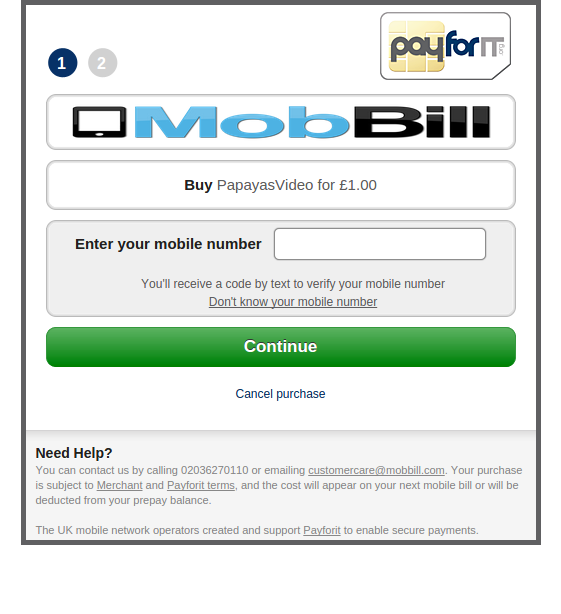 payforIT.org
1 2
MobBill
Buy PapayasVideo for £1.00
Enter your mobile number
You'll receive a code by text to verify your mobile number
Don't know your mobile number
Continue
Cancel purchase
Need Help?
You can contact us by calling 02036270110 or emailing customercare@mobbill.com. Your purchase
is subject to Merchant and Payforit terms, and the cost will appear on your next mobile bill or will be
deducted from your prepay balance.
The UK mobile network operators created and support Payforit to enable secure payments.